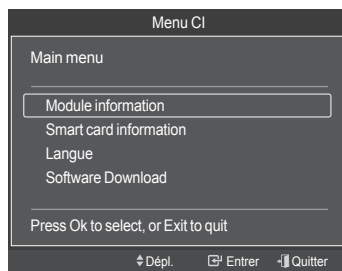 Menu CI
Main menu
Module information
Smart card information
Langue
Software Download
Press Ok to select, or Exit to quit
Dépl. Entrer Quitter